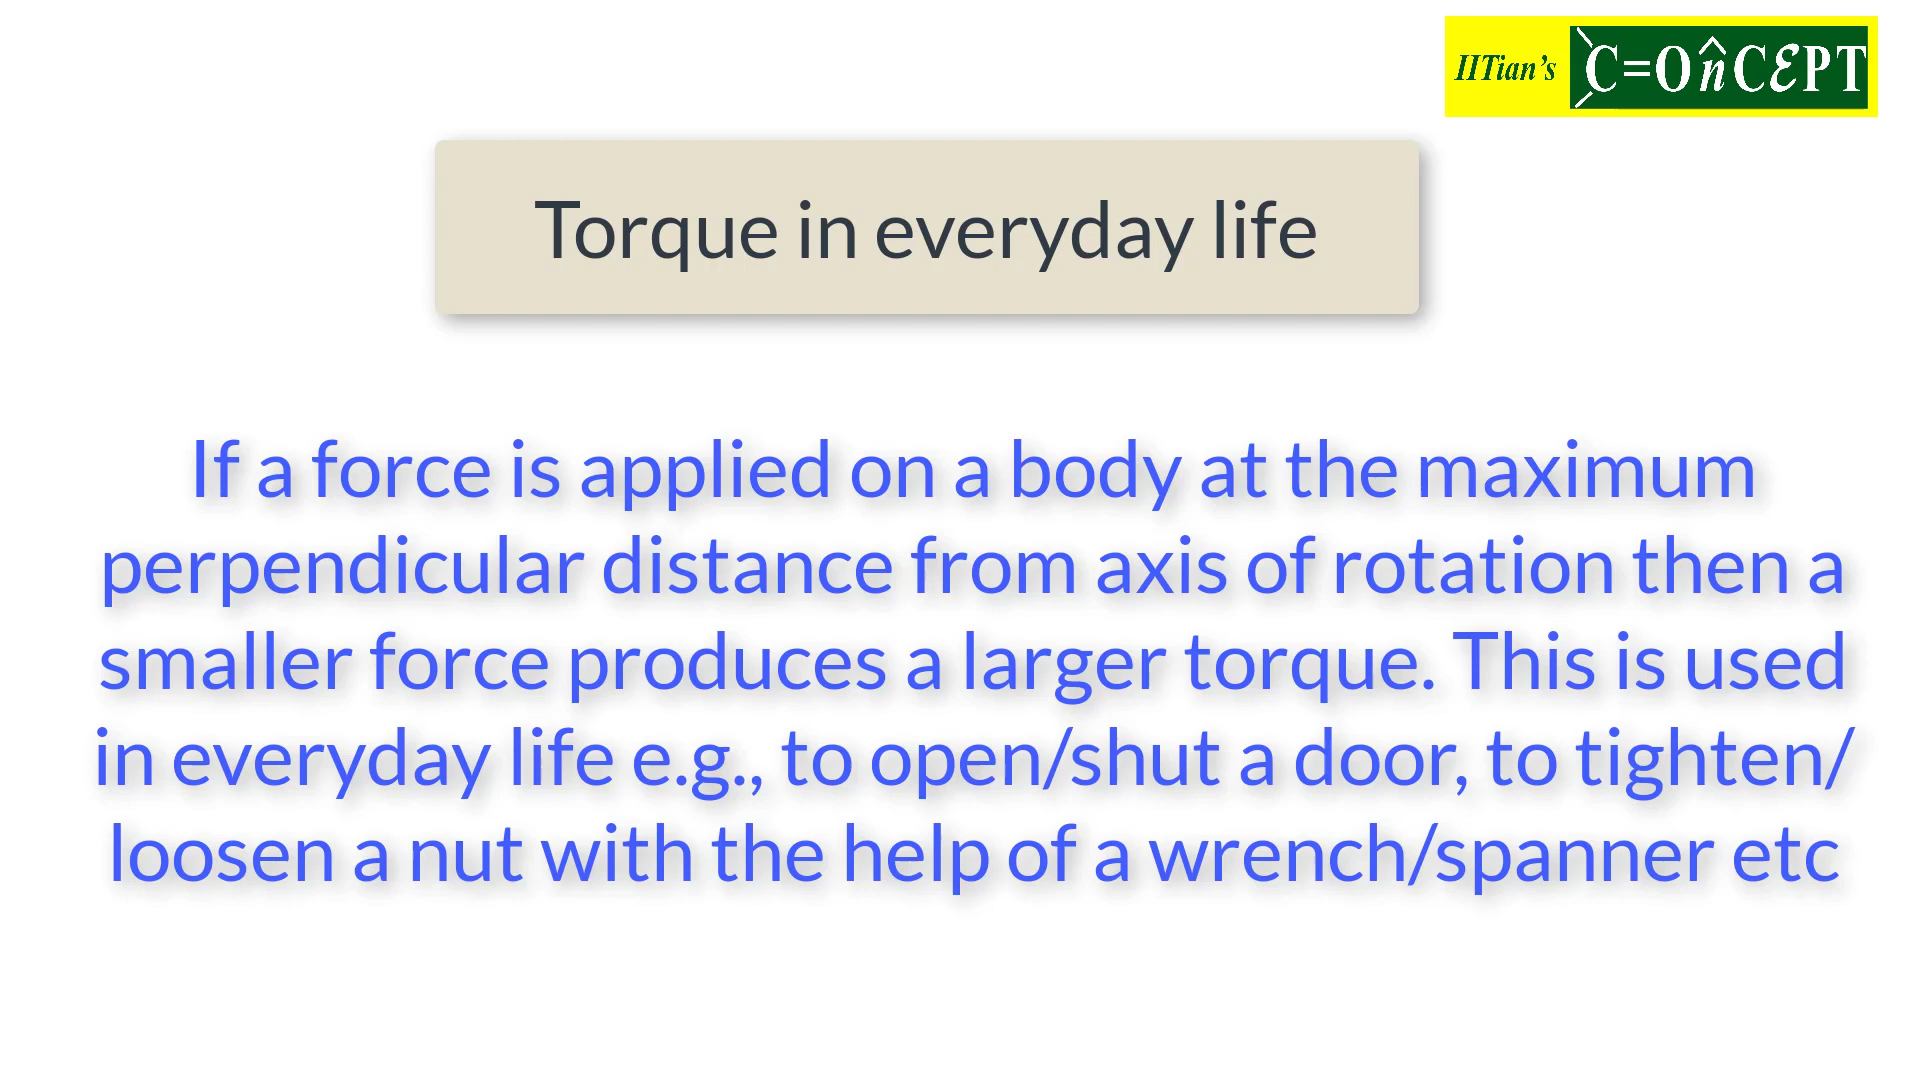 IITian's C=On̂CƐPT
Torque in everyday life
If a force is applied on a body at the maximum
perpendicular distance from axis of rotation then a
smaller force produces a larger torque. This is used
in everyday life e.g., to open/shut a door, to tighten/
loosen a nut with the help of a wrench/spanner etc